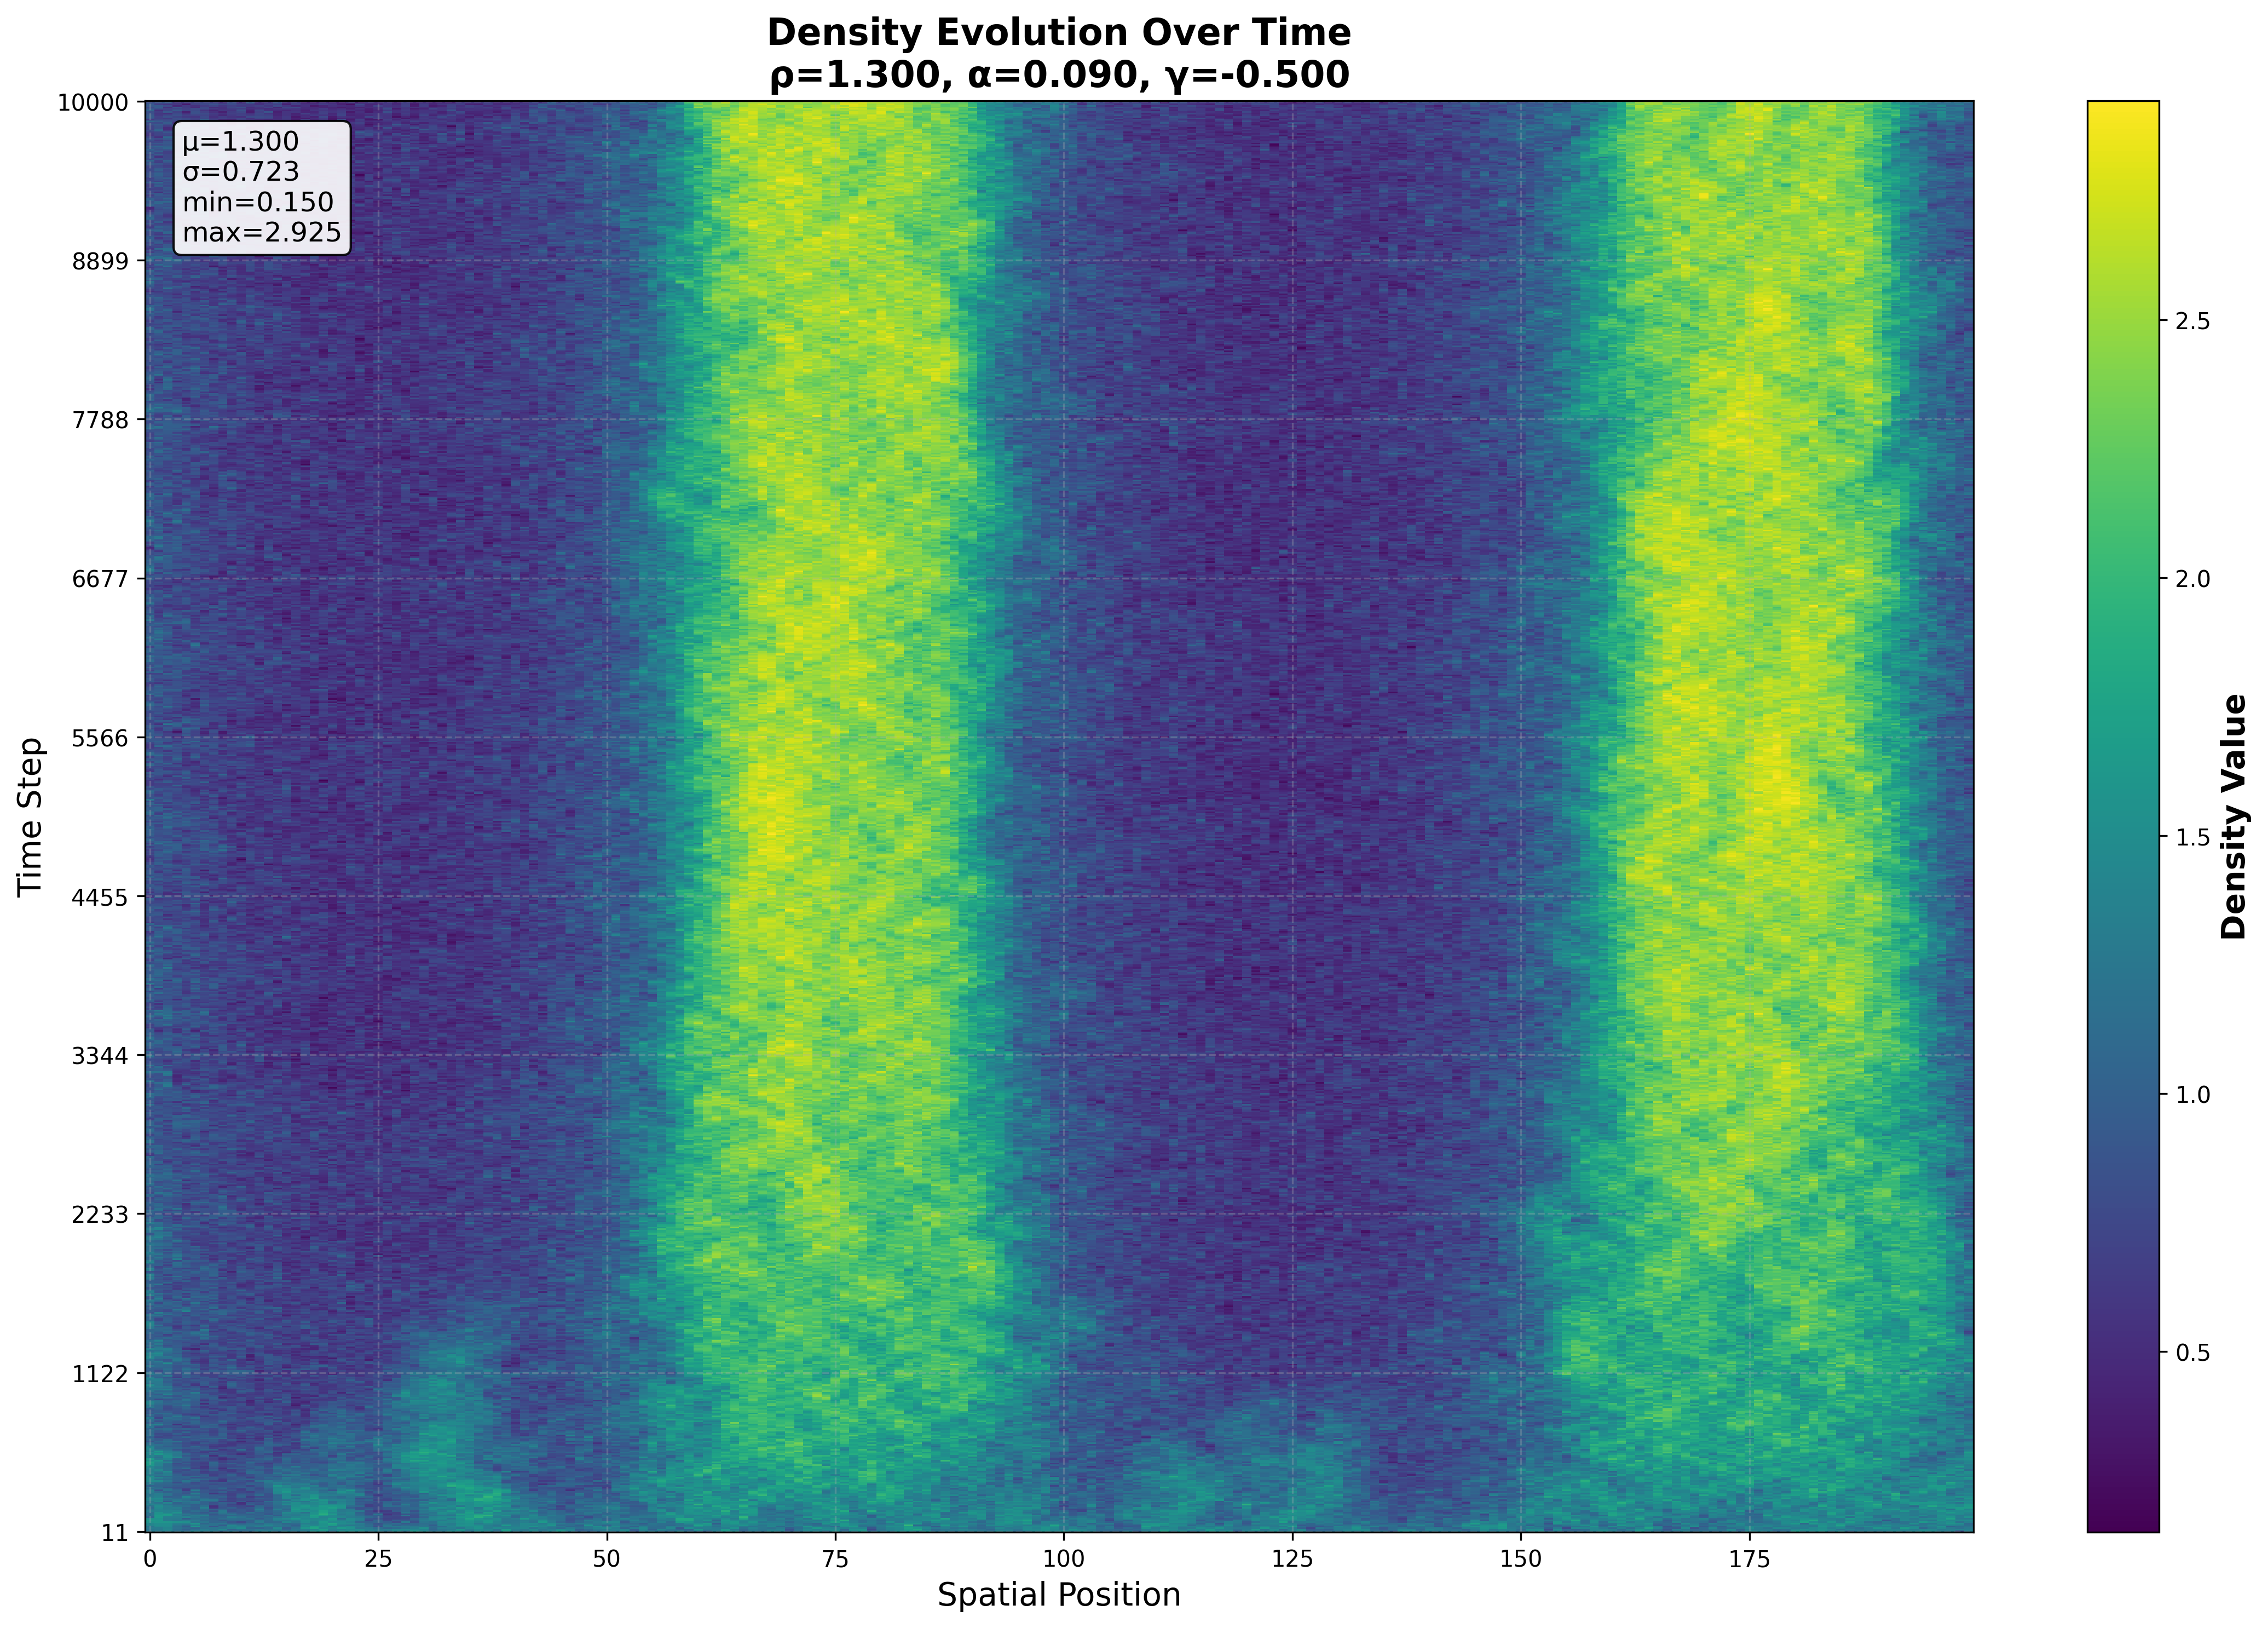 Density Evolution Over Time
ρ=1.300, α=0.090, γ=-0.500
μ=1.300
σ=0.723
min=0.150
max=2.925
10000
8899
7788
6677
5566
4455
3344
2233
1122
11
Time Step
0 25 50 75 100 125 150 175
Spatial Position
2.5
2.0
1.5
1.0
0.5
Density Value